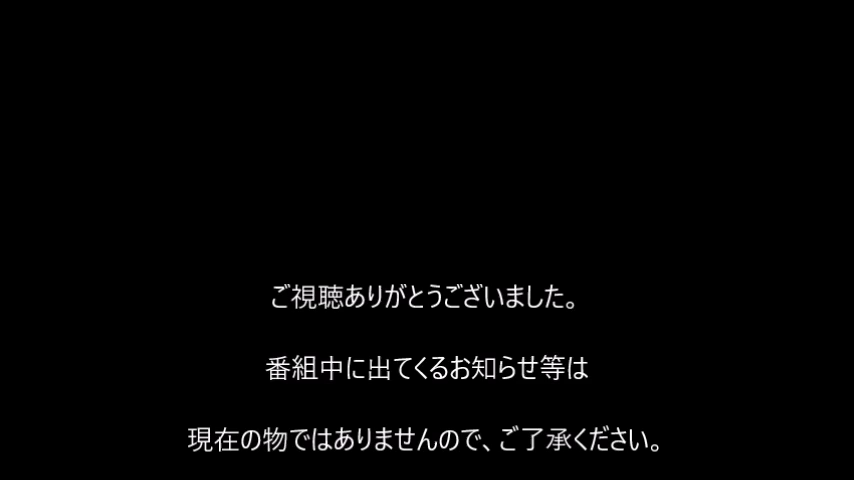 ご視聴ありがとうございました。
番組中に出てくるお知らせ等は
現在の物ではありませんので、ご了承ください。